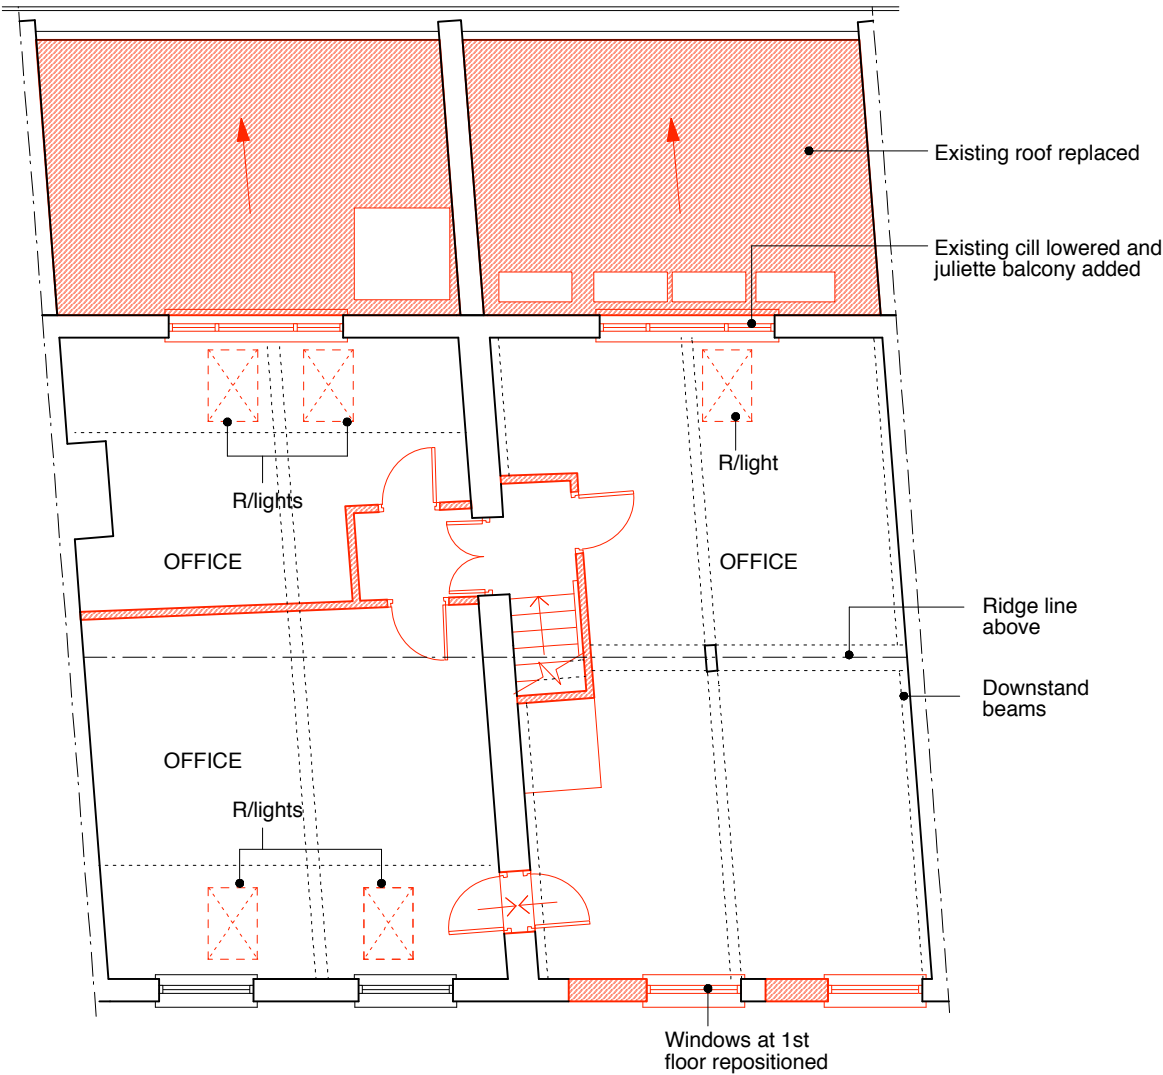 Existing roof replaced
Existing cill lowered and
juliette balcony added
R/light
R/lights
OFFICE
OFFICE
Ridge line
above
Downstand
beams
OFFICE
R/lights
Windows at 1st
floor repositioned